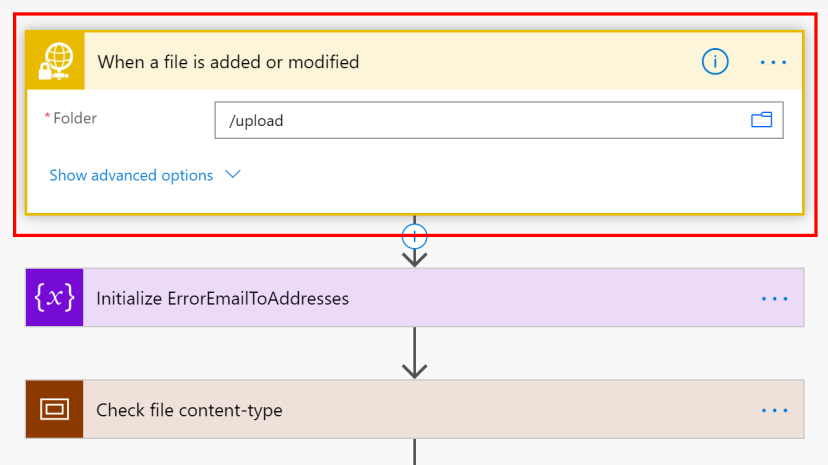 When a file is added or modified
* Folder
/upload
Show advanced options
{x} Initialize ErrorEmailToAddresses
Check file content-type